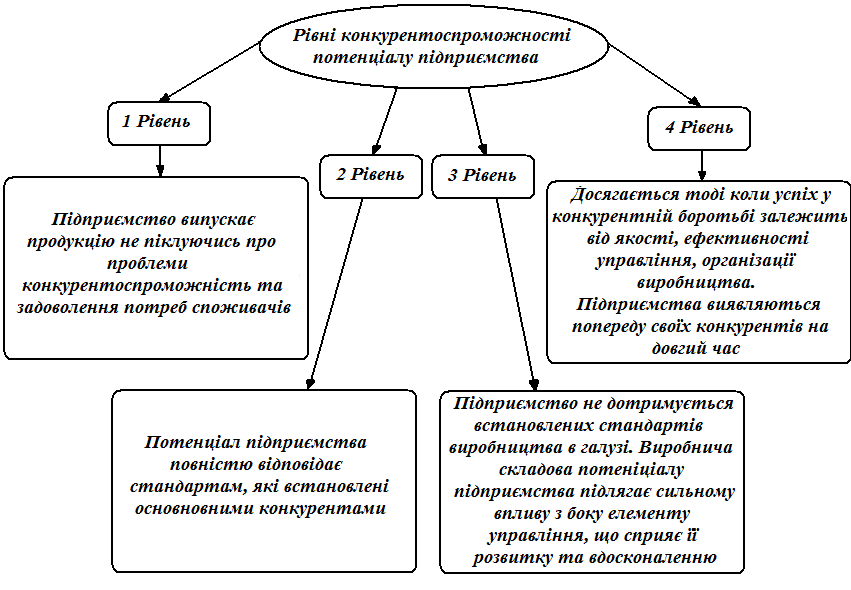 Рівні конкурентоспроможності
потенціалу підприємства
1 Рівень
Підприємство випускає
продукцію не піклуючись про
проблеми
конкурентоспроможність та
задоволення потреб споживачів
2 Рівень
Потенціал підприємства
повністю відповідає
стандартам, які встановлені
основновними конкурентами
3 Рівень
Підприємство не дотримується
встановлених стандартів
виробництва в галузі. Виробнича
складова потеніціалу
підприємства підлягає сильному
впливу з боку елементу
управління, що сприяє її
розвитку та вдосконаленню
4 Рівень
Досягається тоді коли успіх у
конкурентній боротьбі залежить
від якості, ефективності
управління, організації
виробництва.
Підприємства виявляються
попереду своїх конкурентів на
довгий час